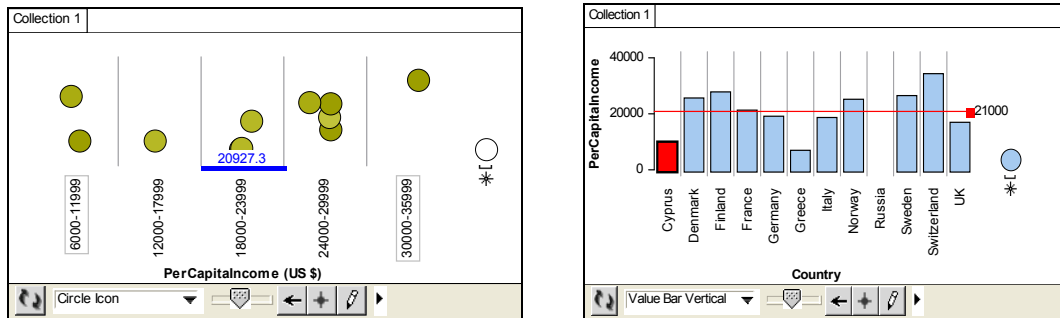 Collection 1
20927.3
6000-11999
12000-17999
18000-23999
24000-29999
30000-35999
PerCapitaIncome (US $)
Circle Icon
Collection 1
PerCapitaIncome
40000
20000
0
21000
Cyprus
Denmark
Finland
France
Germany
Greece
Italy
Norway
Russia
Sweden
Switzerland
UK
Country
Value Bar Vertical